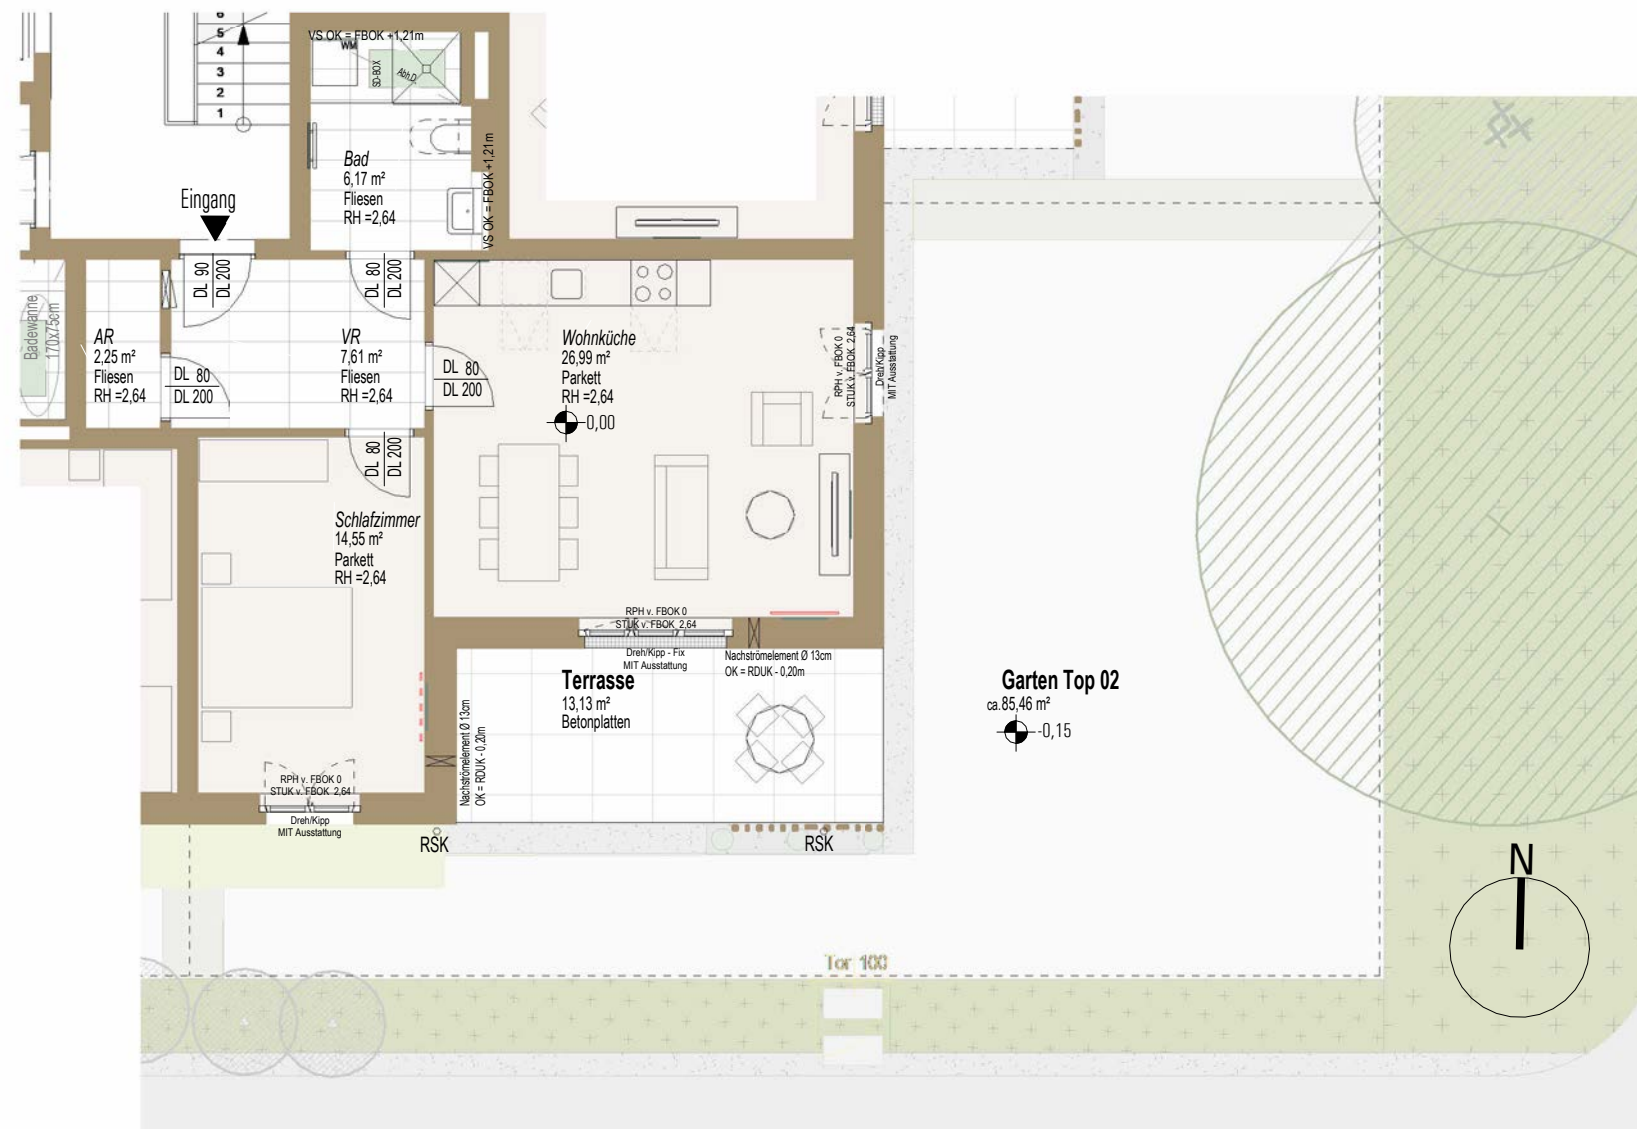 6
5
4
3
2
1
VS OK = FBOK +1,21m
WM
SD-BOX
Abh.D.
Bad
6,17 m²
Fliesen
RH =2,64
VS OK = FBOK +1,21m
Eingang
DL 90
DL 200
DL 80
DL 200
Badewanne
170x75cm
AR
2,25 m²
Fliesen
RH =2,64
DL 80
DL 200
VR
7,61 m²
Fliesen
RH =2,64
DL 80
DL 200
Wohnküche
26,99 m²
Parkett
RH =2,64
-0,00
RPH v. FBOK 0
STUK v. FBOK 2,64
Dreh/Kipp
MIT Ausstattung
DL 80
DL 200
Schlafzimmer
14,55 m²
Parkett
RH =2,64
RPH v. FBOK 0
STUK v. FBOK 2,64
Dreh/Kipp - Fix
MIT Ausstattung
Nachströmelement Ø 13cm
OK = RDUK - 0,20m
Terrasse
13,13 m²
Betonplatten
Nachströmelement Ø 13cm
OK = RDUK - 0,20m
Garten Top 02
ca.85,46 m²
-0,15
RPH v. FBOK 0
STUK v. FBOK 2,64
Dreh/Kipp
MIT Ausstattung
RSK
RSK
N
Tor 100